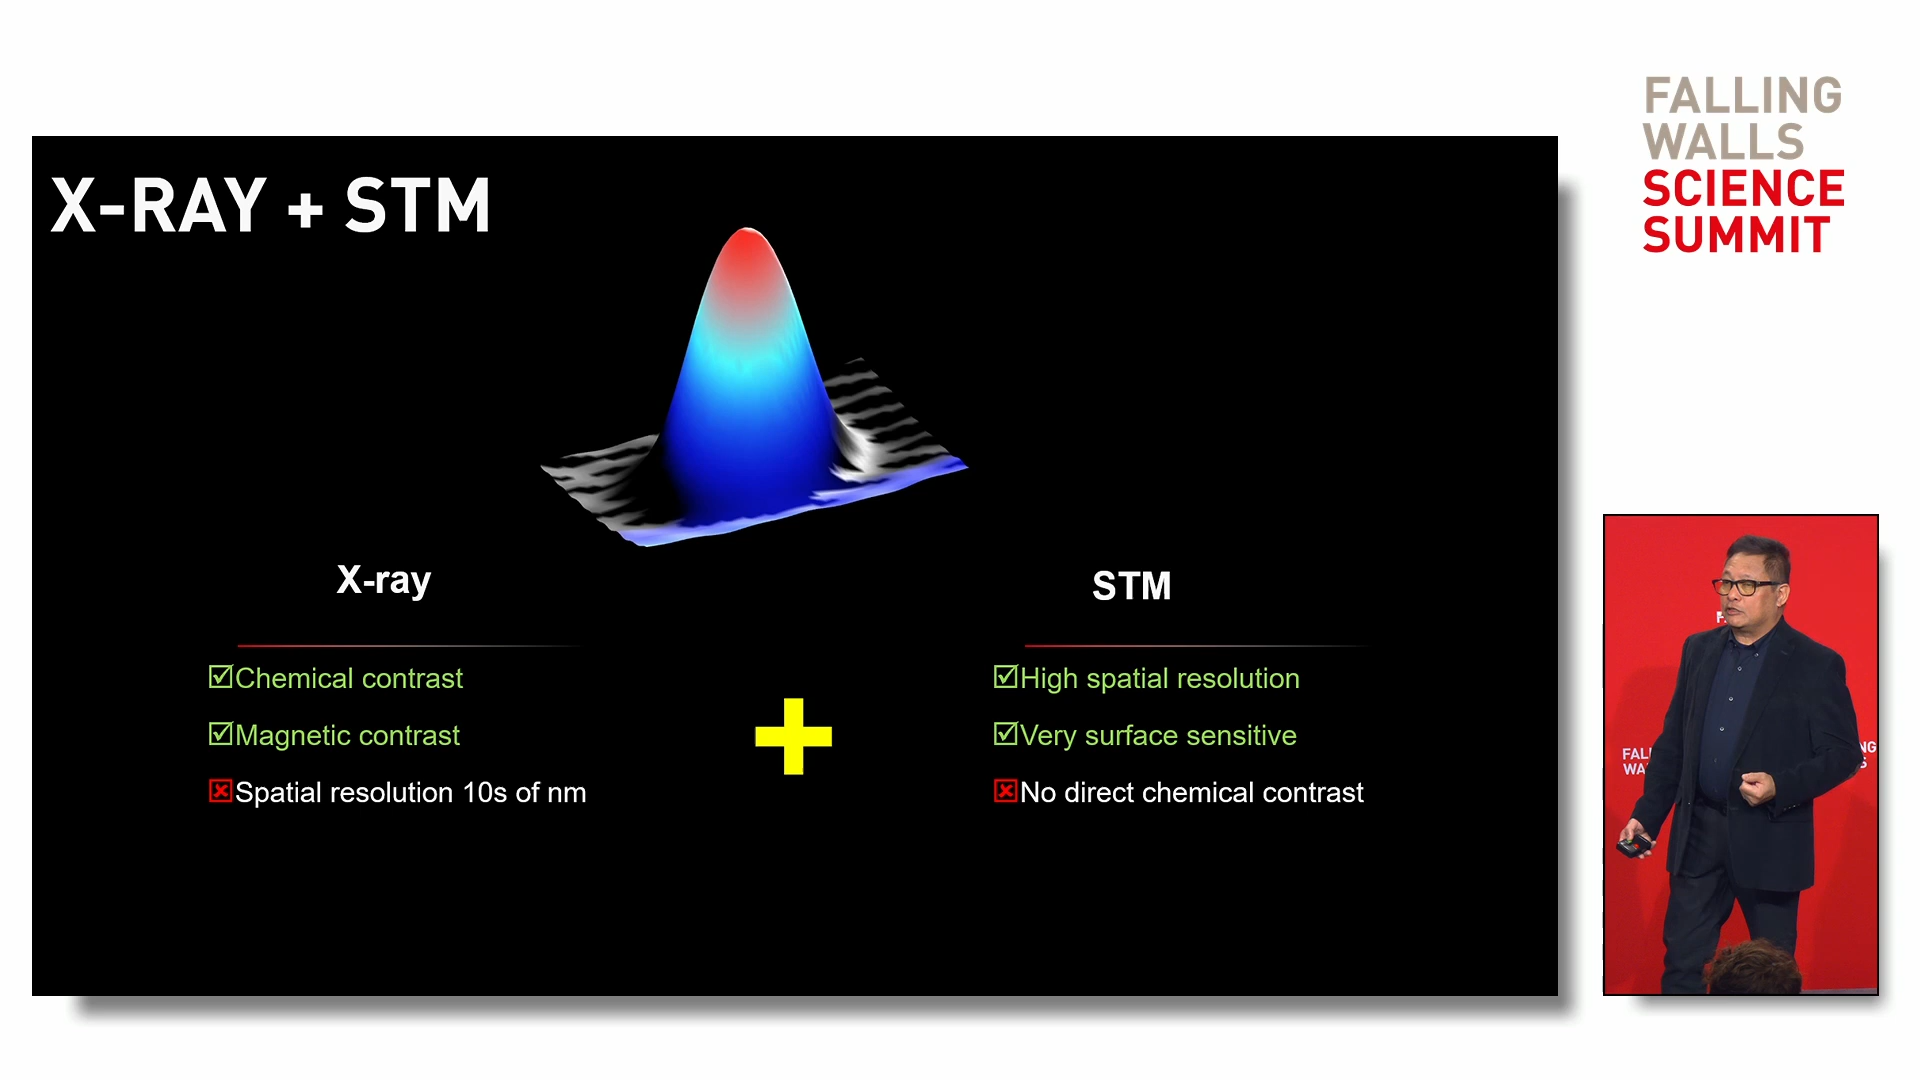 FALLING
WALLS
SCIENCE
SUMMIT
X-RAY + STM
X-ray
STM
Chemical contrast
Magnetic contrast
Spatial resolution 10s of nm
High spatial resolution
Very surface sensitive
No direct chemical contrast